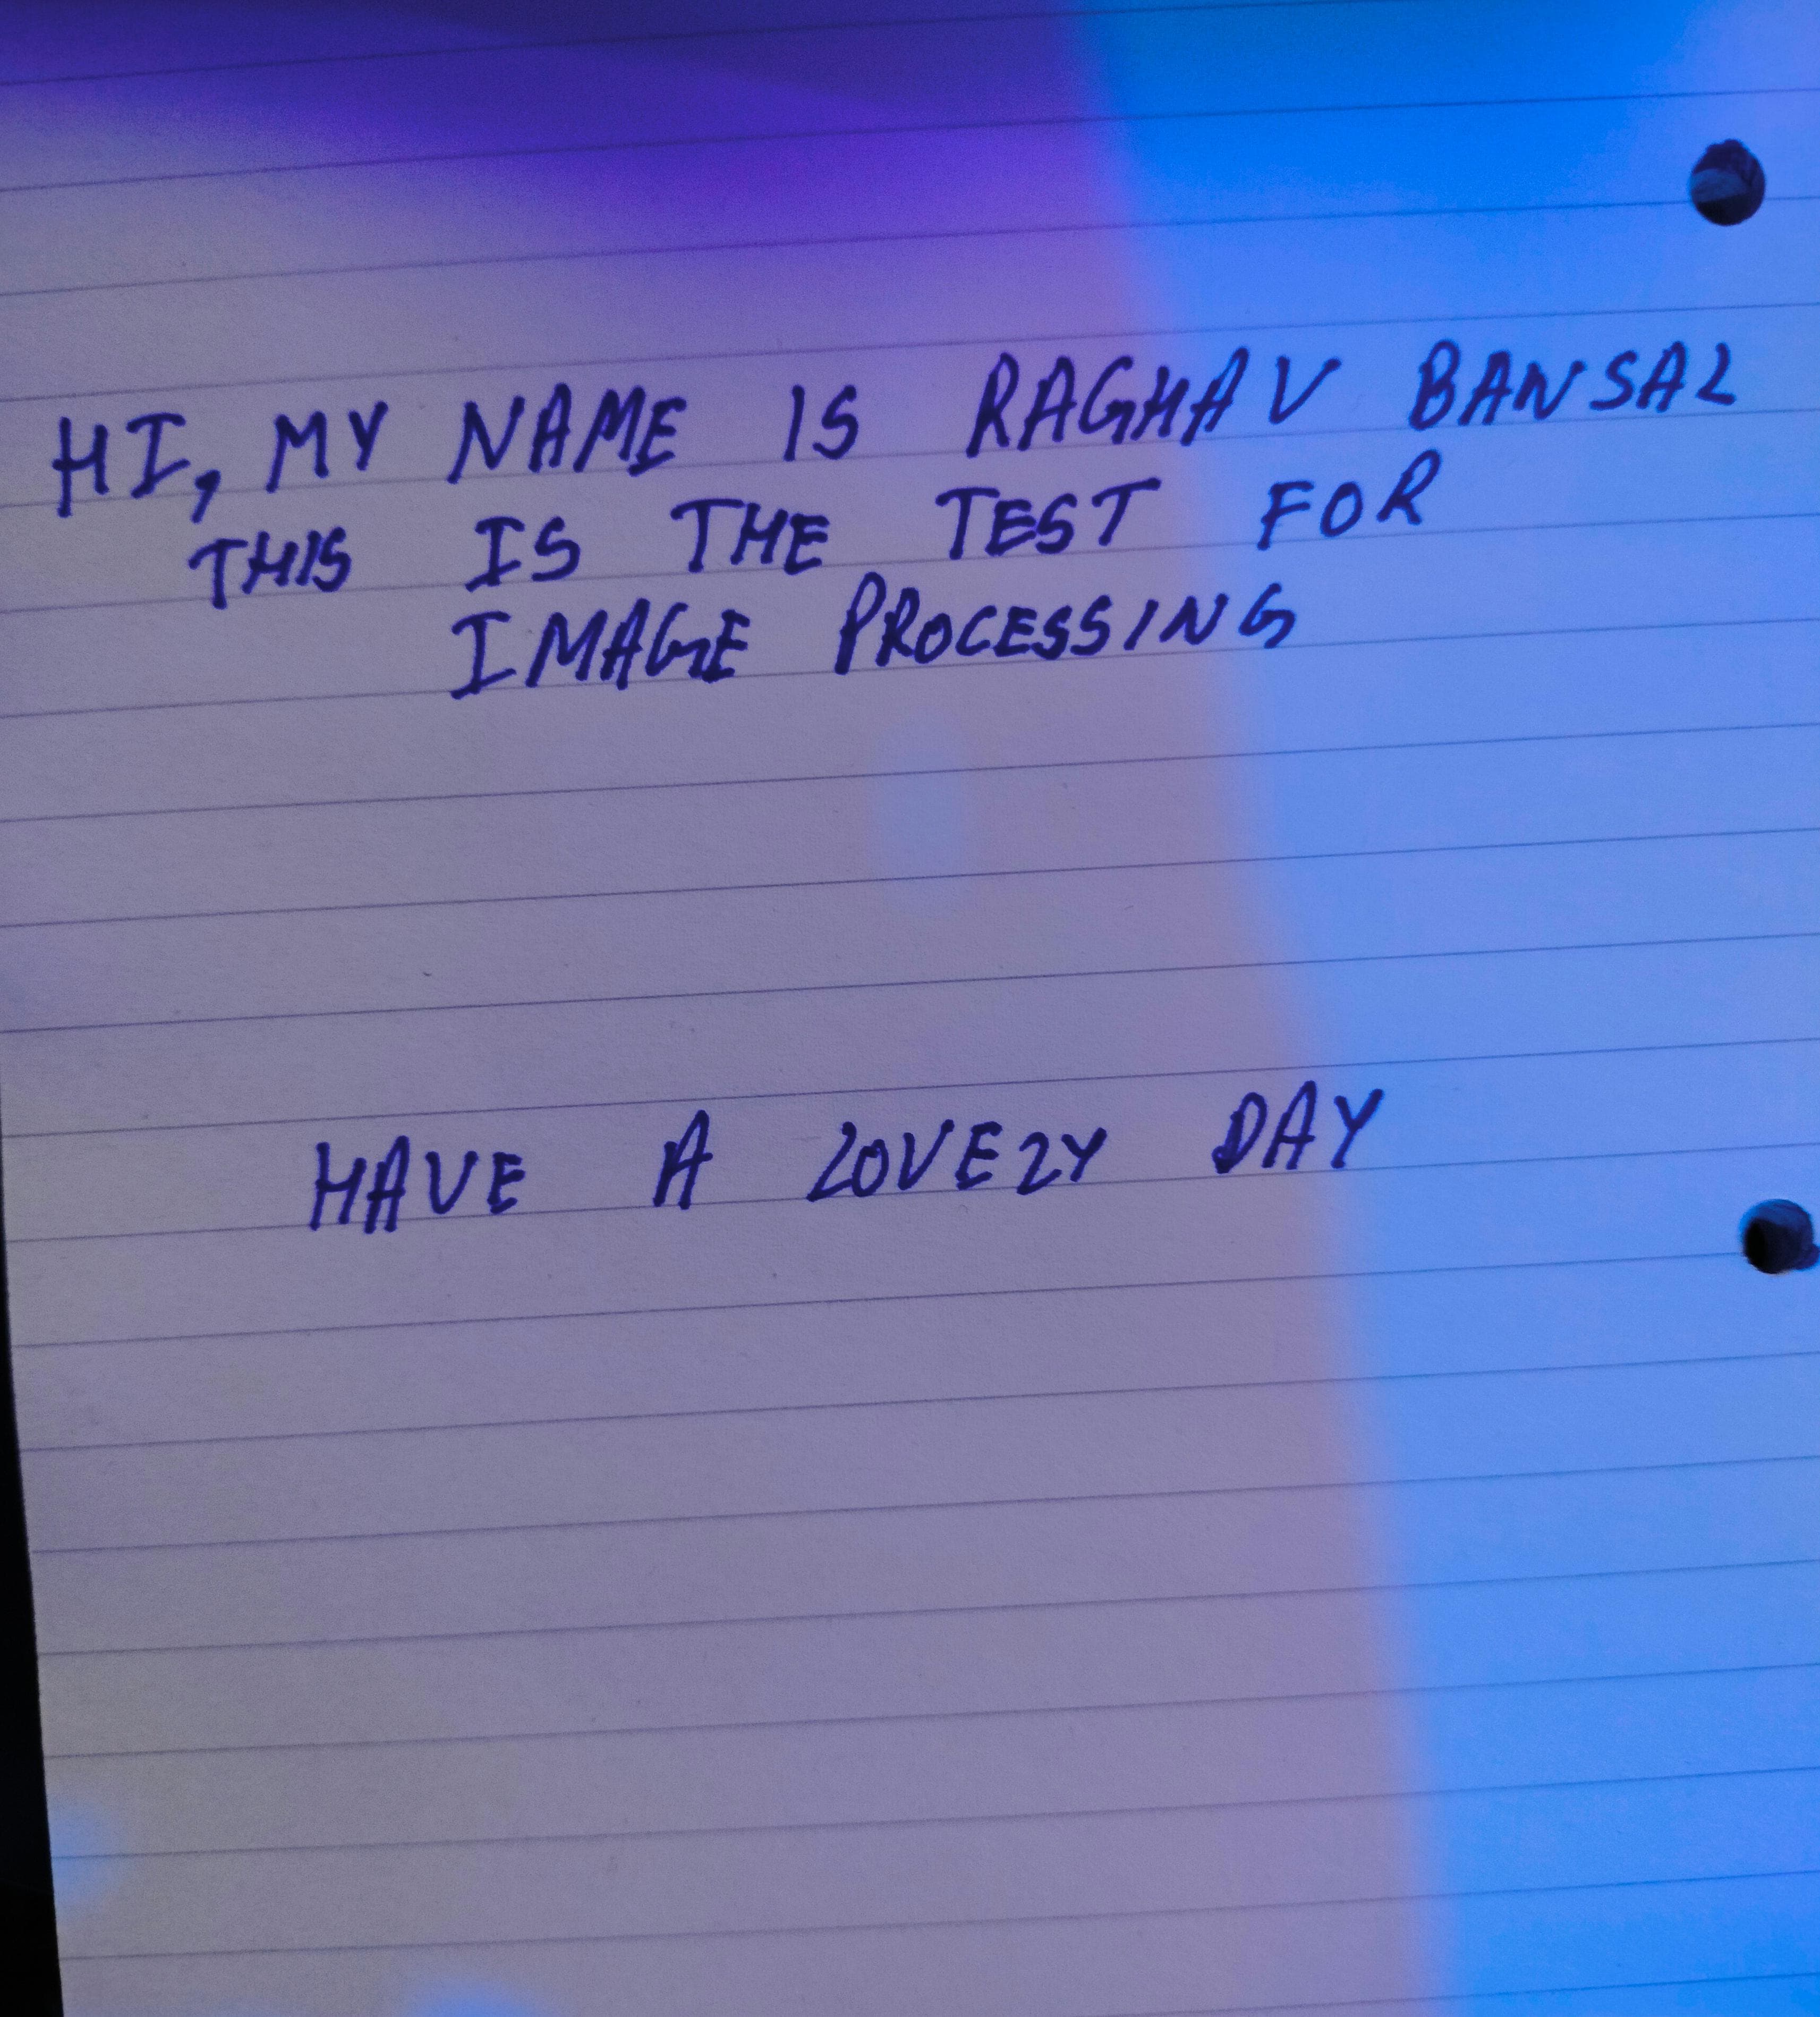 HI, MY NAME IS RAGHAV BANSAL
THIS IS THE TEST FOR
IMAGE PROCESSING
HAVE A LOVELY DAY